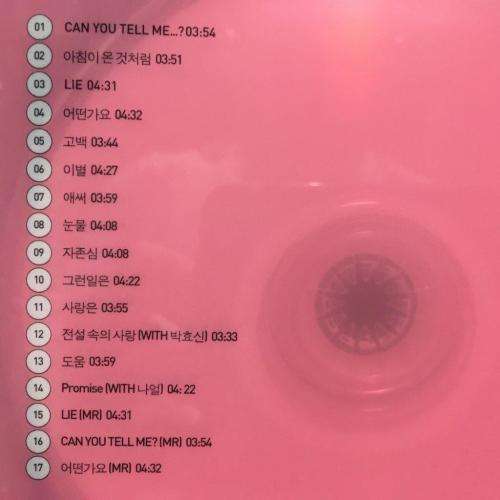 01 CAN YOU TELL ME...? 03:54
02 아침이 온 것처럼 03:51
03 LIE 04:31
04 어떤가요 04:32
05 고백 03:44
06 이별 04:27
07 애써 03:59
08 눈물 04:08
09 자존심 04:08
10 그런일은 04:22
11 사랑은 03:55
12 전설 속의 사랑 (WITH 박효신) 03:33
13 도움 03:59
14 Promise (WITH 나얼) 04: 22
15 LIE (MR) 04:31
16 CAN YOU TELL ME? (MR) 03:54
17 어떤가요 (MR) 04:32